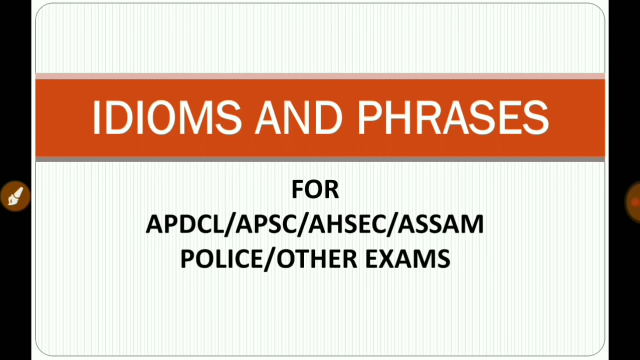 IDIOMS AND PHRASES
FOR
APDCL/APSC/AHSEC/ASSAM
POLICE/OTHER EXAMS